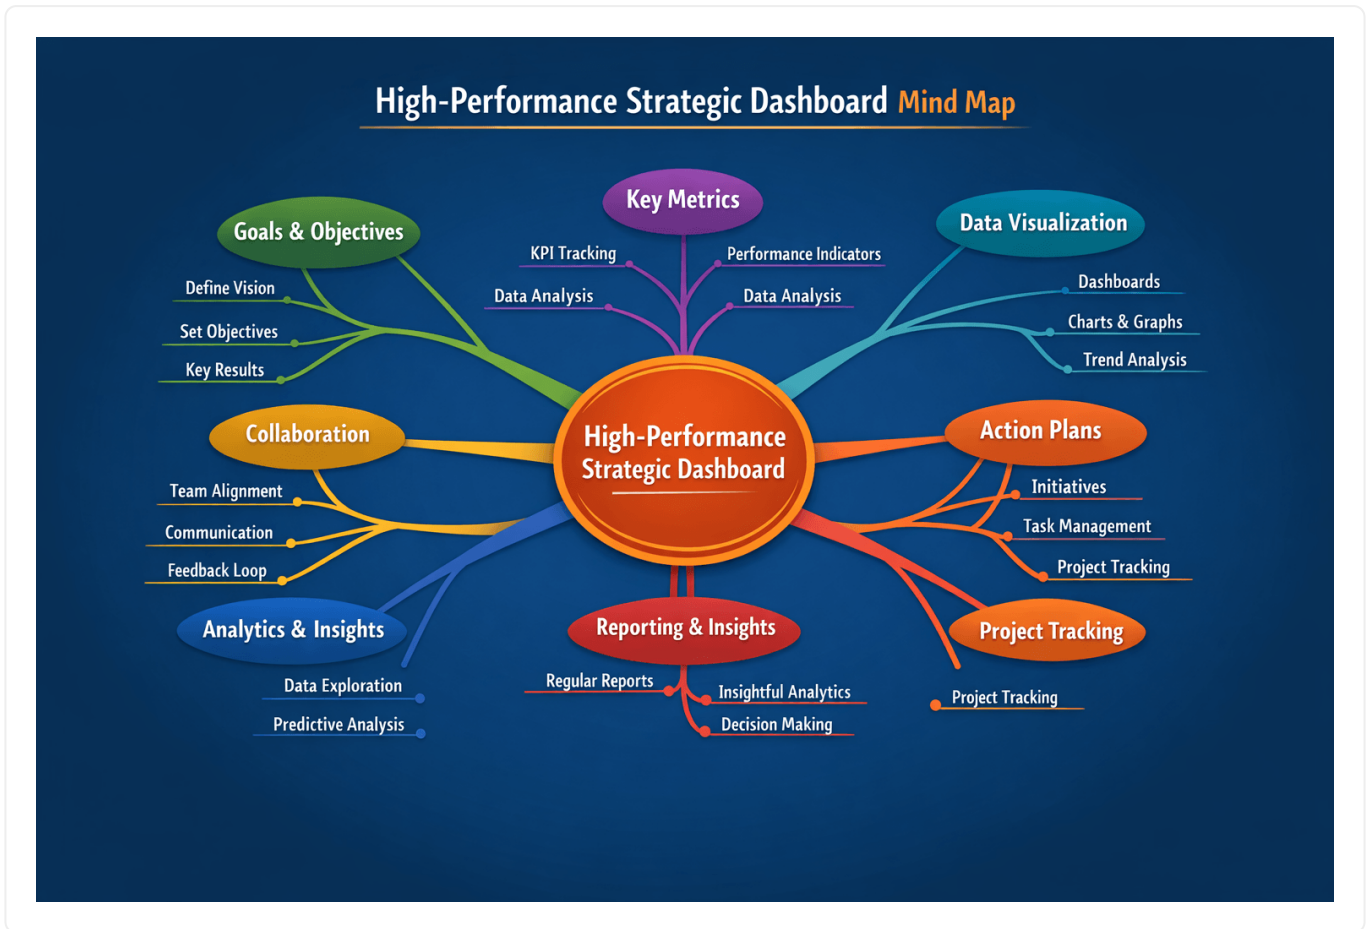 High-Performance Strategic Dashboard Mind Map
Goals & Objectives
Define Vision
Set Objectives
Key Results
Key Metrics
KPI Tracking
Performance Indicators
Data Analysis
Data Analysis
Data Visualization
Dashboards
Charts & Graphs
Trend Analysis
High-Performance
Strategic Dashboard
Collaboration
Team Alignment
Communication
Feedback Loop
Action Plans
Initiatives
Task Management
Project Tracking
Analytics & Insights
Data Exploration
Predictive Analysis
Reporting & Insights
Regular Reports
Insightful Analytics
Decision Making
Project Tracking
Project Tracking